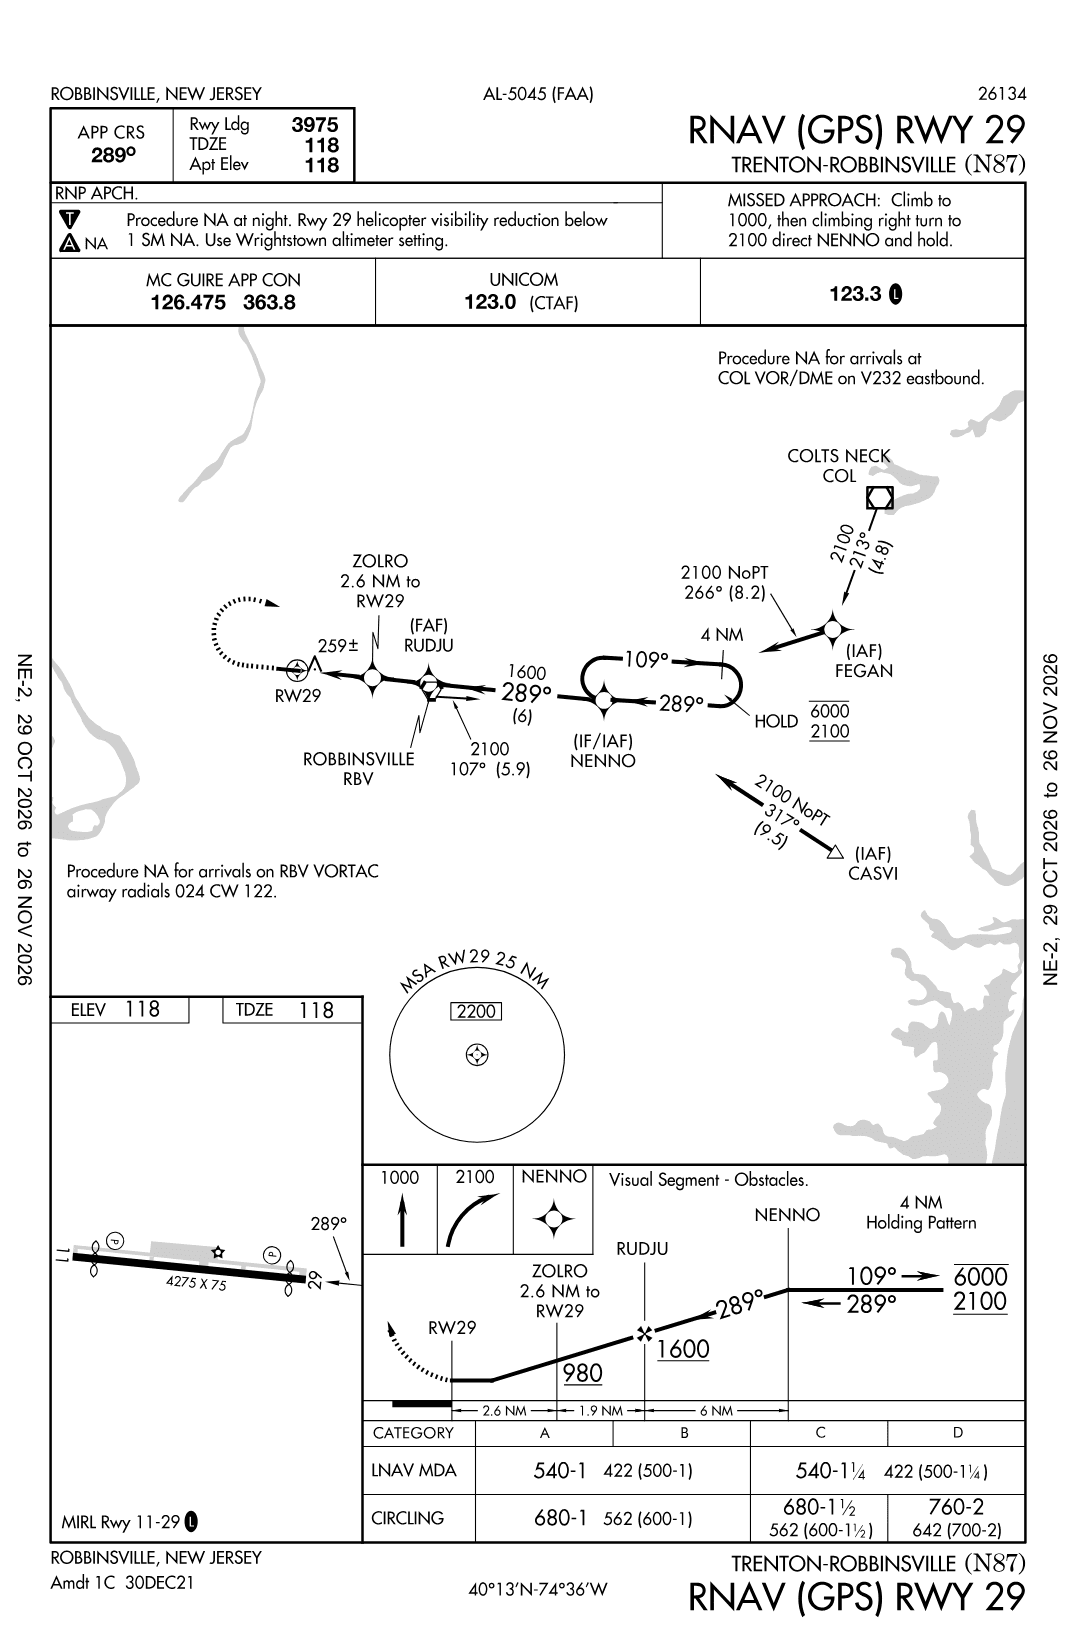 ROBBINSVILLE, NEW JERSEY
AL-5045 (FAA)
26134
APP CRS
289°
Rwy Ldg 3975
TDZE 118
Apt Elev 118
RNAV (GPS) RWY 29
TRENTON-ROBBINSVILLE (N87)
RNP APCH.
T
A NA
Procedure NA at night. Rwy 29 helicopter visibility reduction below
1 SM NA. Use Wrightstown altimeter setting.
MISSED APPROACH: Climb to
1000, then climbing right turn to
2100 direct NENNO and hold.
MC GUIRE APP CON
126.475 363.8
UNICOM
123.0 (CTAF)
123.3 L
Procedure NA for arrivals at
COL VOR/DME on V232 eastbound.
COLTS NECK
COL
2100
213°
(4.8)
2100 NoPT
266° (8.2)
(IAF)
FEGAN
ZOLRO
2.6 NM to
RW29
(FAF)
RUDJU
259±
RW29
4 NM
109°
1600
289°
(6)
289°
HOLD
6000
2100
(IF/IAF)
NENNO
ROBBINSVILLE
RBV
2100
107° (5.9)
2100 NoPT
317°
(9.5)
(IAF)
CASVI
Procedure NA for arrivals on RBV VORTAC
airway radials 024 CW 122.
MSA RW29 25 NM
2200
NE-2, 29 OCT 2026 to 26 NOV 2026
NE-2, 29 OCT 2026 to 26 NOV 2026
ELEV 118
TDZE 118
289°
11
P
P
29
4275 X 75
MIRL Rwy 11-29 L
1000
2100
NENNO
Visual Segment - Obstacles.
4 NM
Holding Pattern
NENNO
RUDJU
ZOLRO
2.6 NM to
RW29
RW29
109°
289°
6000
2100
289°
1600
980
2.6 NM
1.9 NM
6 NM
CATEGORY A B C D
LNAV MDA 540-1 422 (500-1) 540-1¼ 422 (500-1¼)
CIRCLING 680-1 562 (600-1) 680-1½ 562 (600-1½) 760-2 642 (700-2)
ROBBINSVILLE, NEW JERSEY
Amdt 1C 30DEC21
40°13'N-74°36'W
TRENTON-ROBBINSVILLE (N87)
RNAV (GPS) RWY 29